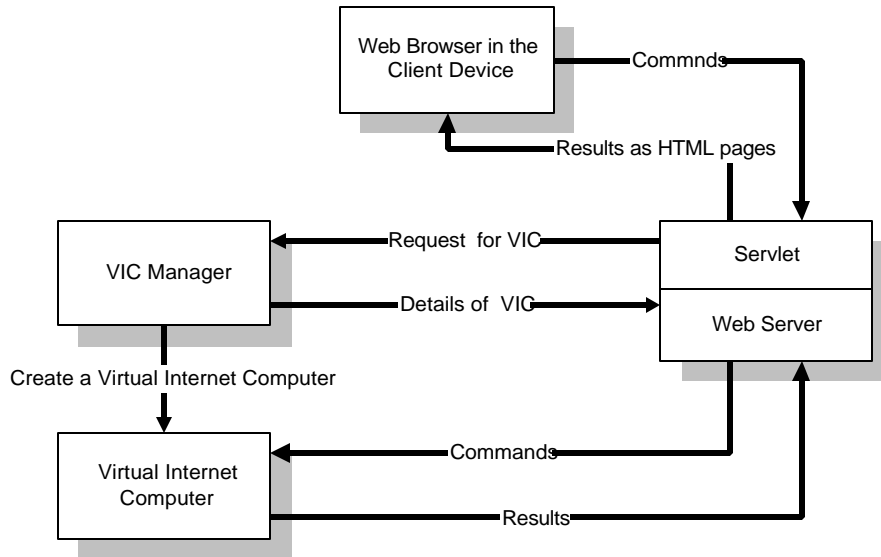 Web Browser in the
Client Device
Commnds
Results as HTML pages
Request for VIC
Servlet
VIC Manager
Details of VIC
Web Server
Create a Virtual Internet Computer
Commands
Virtual Internet
Computer
Results